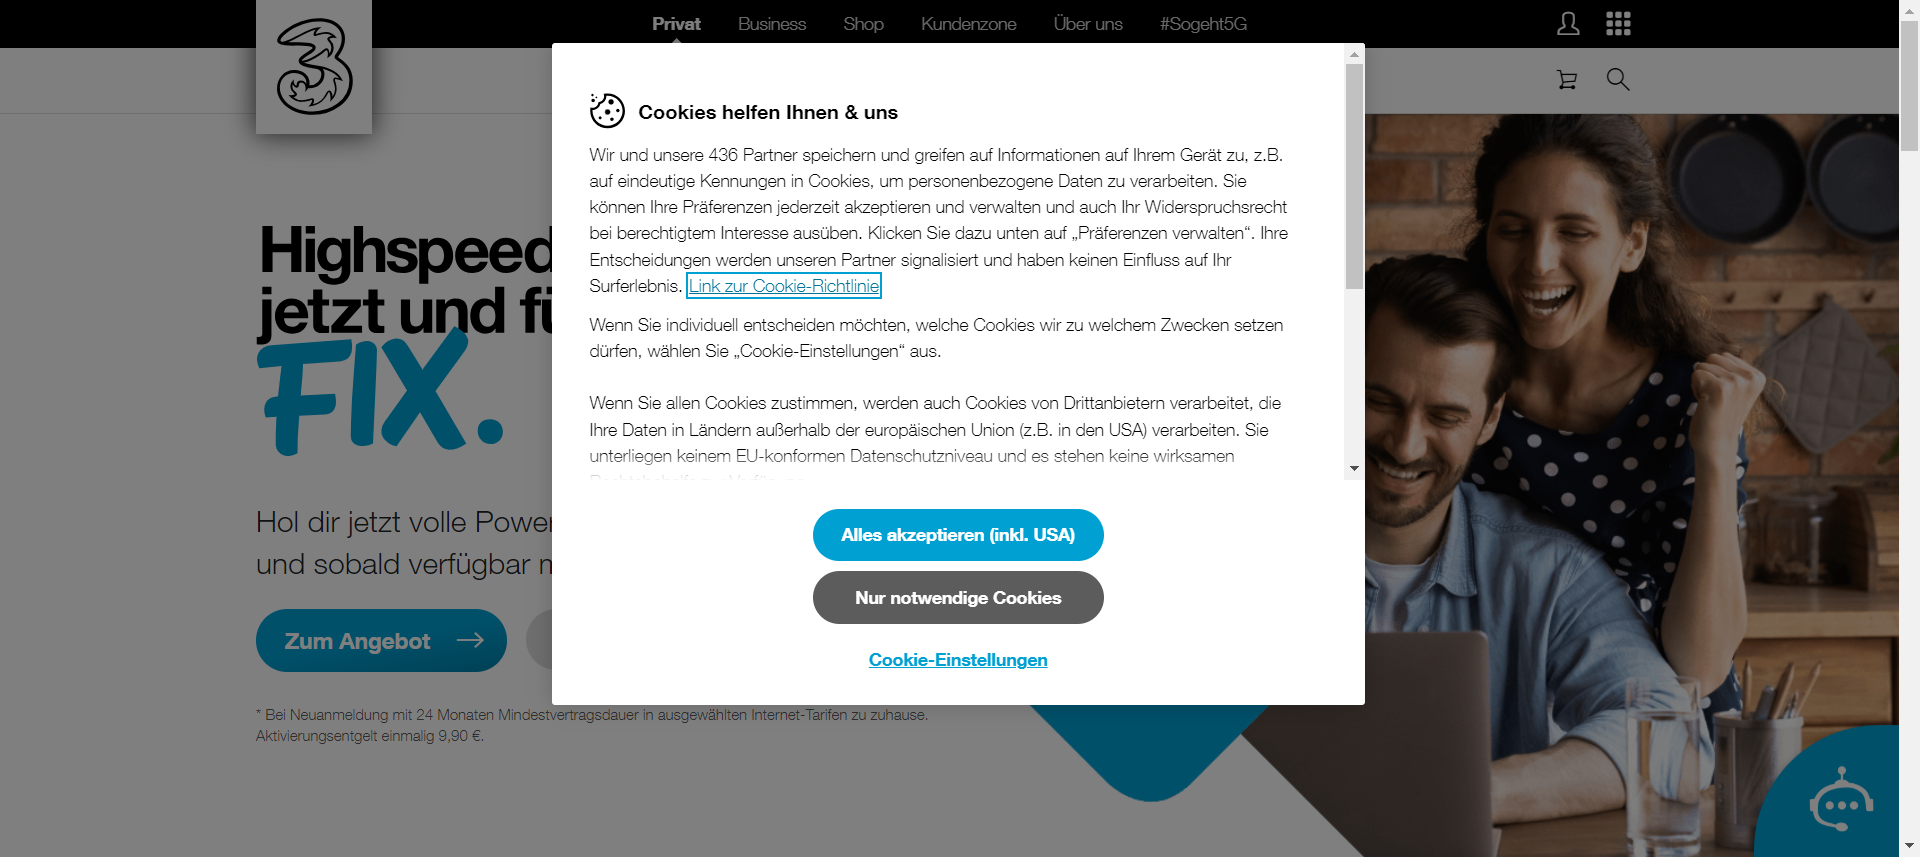 Privat Business Shop Kundenzone Über uns #Sogeht5G
Cookies helfen Ihnen & uns
Wir und unsere 436 Partner speichern und greifen auf Informationen auf Ihrem Gerät zu, z.B.
auf eindeutige Kennungen in Cookies, um personenbezogene Daten zu verarbeiten. Sie
können Ihre Präferenzen jederzeit akzeptieren und verwalten und auch Ihr Widerspruchsrecht
bei berechtigtem Interesse ausüben. Klicken Sie dazu unten auf „Präferenzen verwalten“. Ihre
Entscheidungen werden unseren Partner signalisiert und haben keinen Einfluss auf Ihr
Surferlebnis. Link zur Cookie-Richtlinie
Wenn Sie individuell entscheiden möchten, welche Cookies wir zu welchem Zwecken setzen
dürfen, wählen Sie „Cookie-Einstellungen“ aus.
Wenn Sie allen Cookies zustimmen, werden auch Cookies von Drittanbietern verarbeitet, die
Ihre Daten in Ländern außerhalb der europäischen Union (z.B. in den USA) verarbeiten. Sie
unterliegen keinem EU-konformen Datenschutzniveau und es stehen keine wirksamen
Alles akzeptieren (inkl. USA)
Nur notwendige Cookies
Cookie-Einstellungen
3
Highspeed
jetzt und
FIX.
Hol dir jetzt volle Power
und sobald verfügbar
Zum Angebot
* Bei Neuanmeldung mit 24 Monaten Mindestvertragsdauer in ausgewählten Internet-Tarifen zu zuhause.
Aktivierungsentgelt einmalig 9,90 €.